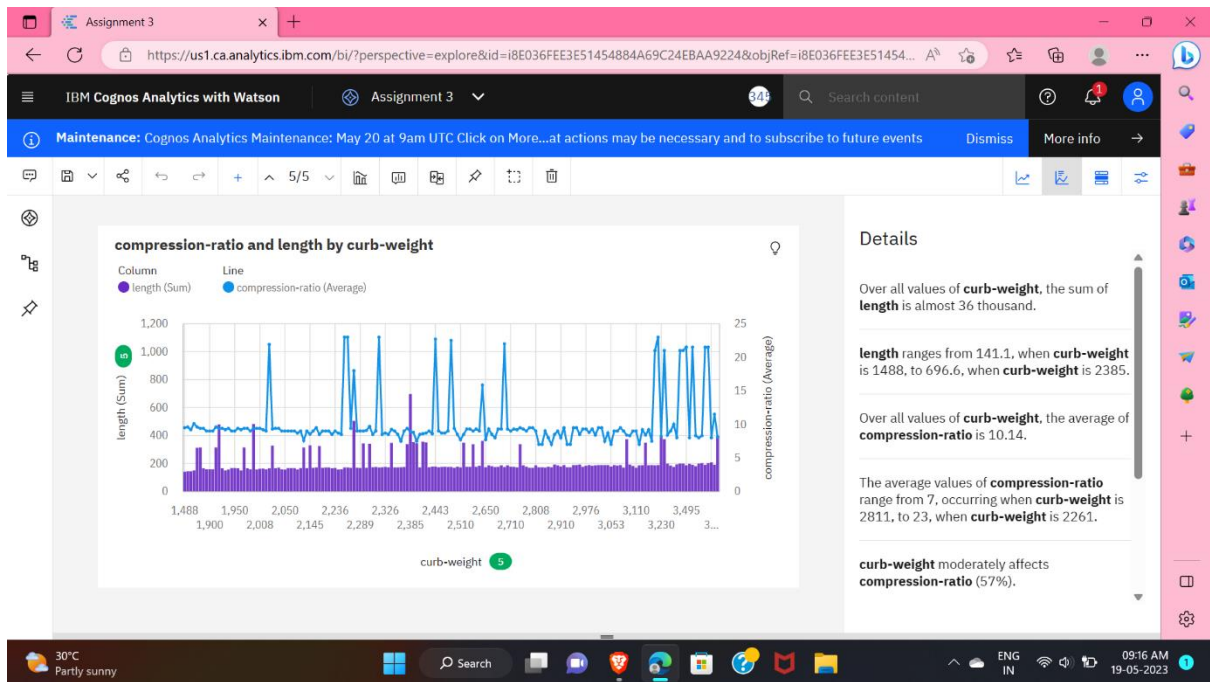 Assignment 3
https://us1.ca.analytics.ibm.com/bi/?perspective=explore&id=i8E036FEE3E51454884A69C24EBAA9224&objRef=i8E036FEE3E51454...
IBM Cognos Analytics with Watson
Assignment 3
345
Search content
1
Maintenance: Cognos Analytics Maintenance: May 20 at 9am UTC Click on More...at actions may be necessary and to subscribe to future events
Dismiss
More info
5/5
compression-ratio and length by curb-weight
Column
Line
length (Sum)
compression-ratio (Average)
1,200
1,000
800
600
400
200
0
length (Sum)
5
25
20
15
10
5
0
compression-ratio (Average)
1,488 1,950 2,050 2,236 2,326 2,443 2,650 2,808 2,976 3,110 3,495
1,900 2,008 2,145 2,289 2,385 2,510 2,710 2,910 3,053 3,230 3...
curb-weight 5
Details
Over all values of curb-weight, the sum of
length is almost 36 thousand.
length ranges from 141.1, when curb-weight
is 1488, to 696.6, when curb-weight is 2385.
Over all values of curb-weight, the average of
compression-ratio is 10.14.
The average values of compression-ratio
range from 7, occurring when curb-weight is
2811, to 23, when curb-weight is 2261.
curb-weight moderately affects
compression-ratio (57%).
30°C
Partly sunny
Search
ENG
IN
09:16 AM
19-05-2023
1